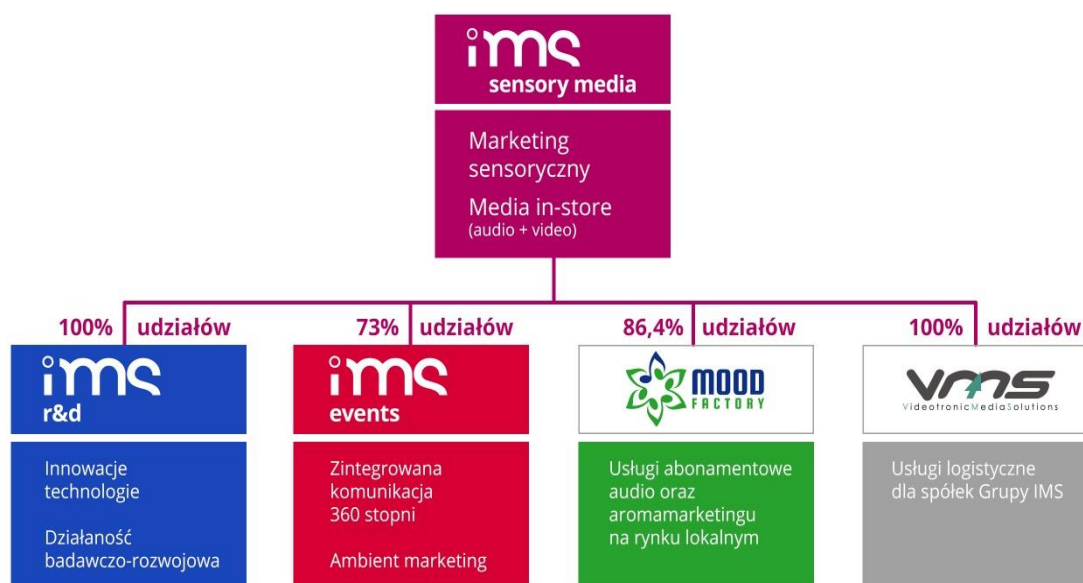 ims
sensory media
Marketing
sensoryczny
Media in-store
(audio + video)
100% udziałów
73% udziałów
86,4% udziałów
100% udziałów
ims
r&d
Innowacje
technologie
Działaność
badawczo-rozwojowa
ims
events
Zintegrowana
komunikacja
360 stopni
Ambient marketing
MOOD
FACTORY
Usługi abonamentowe
audio oraz
aromamarketingu
na rynku lokalnym
vms
VideotronicMediaSolutions
Usługi logistyczne
dla spółek Grupy IMS